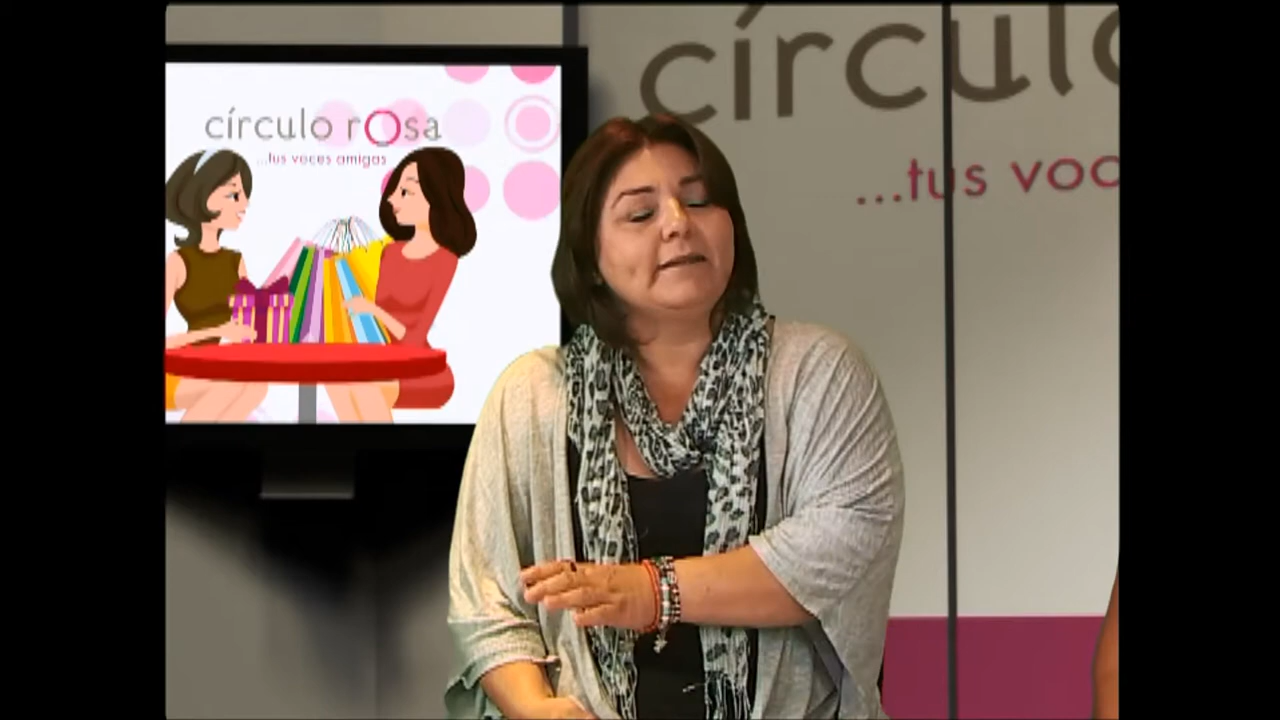 círculo rosa
...tus voces amigas
círculo
...tus voc